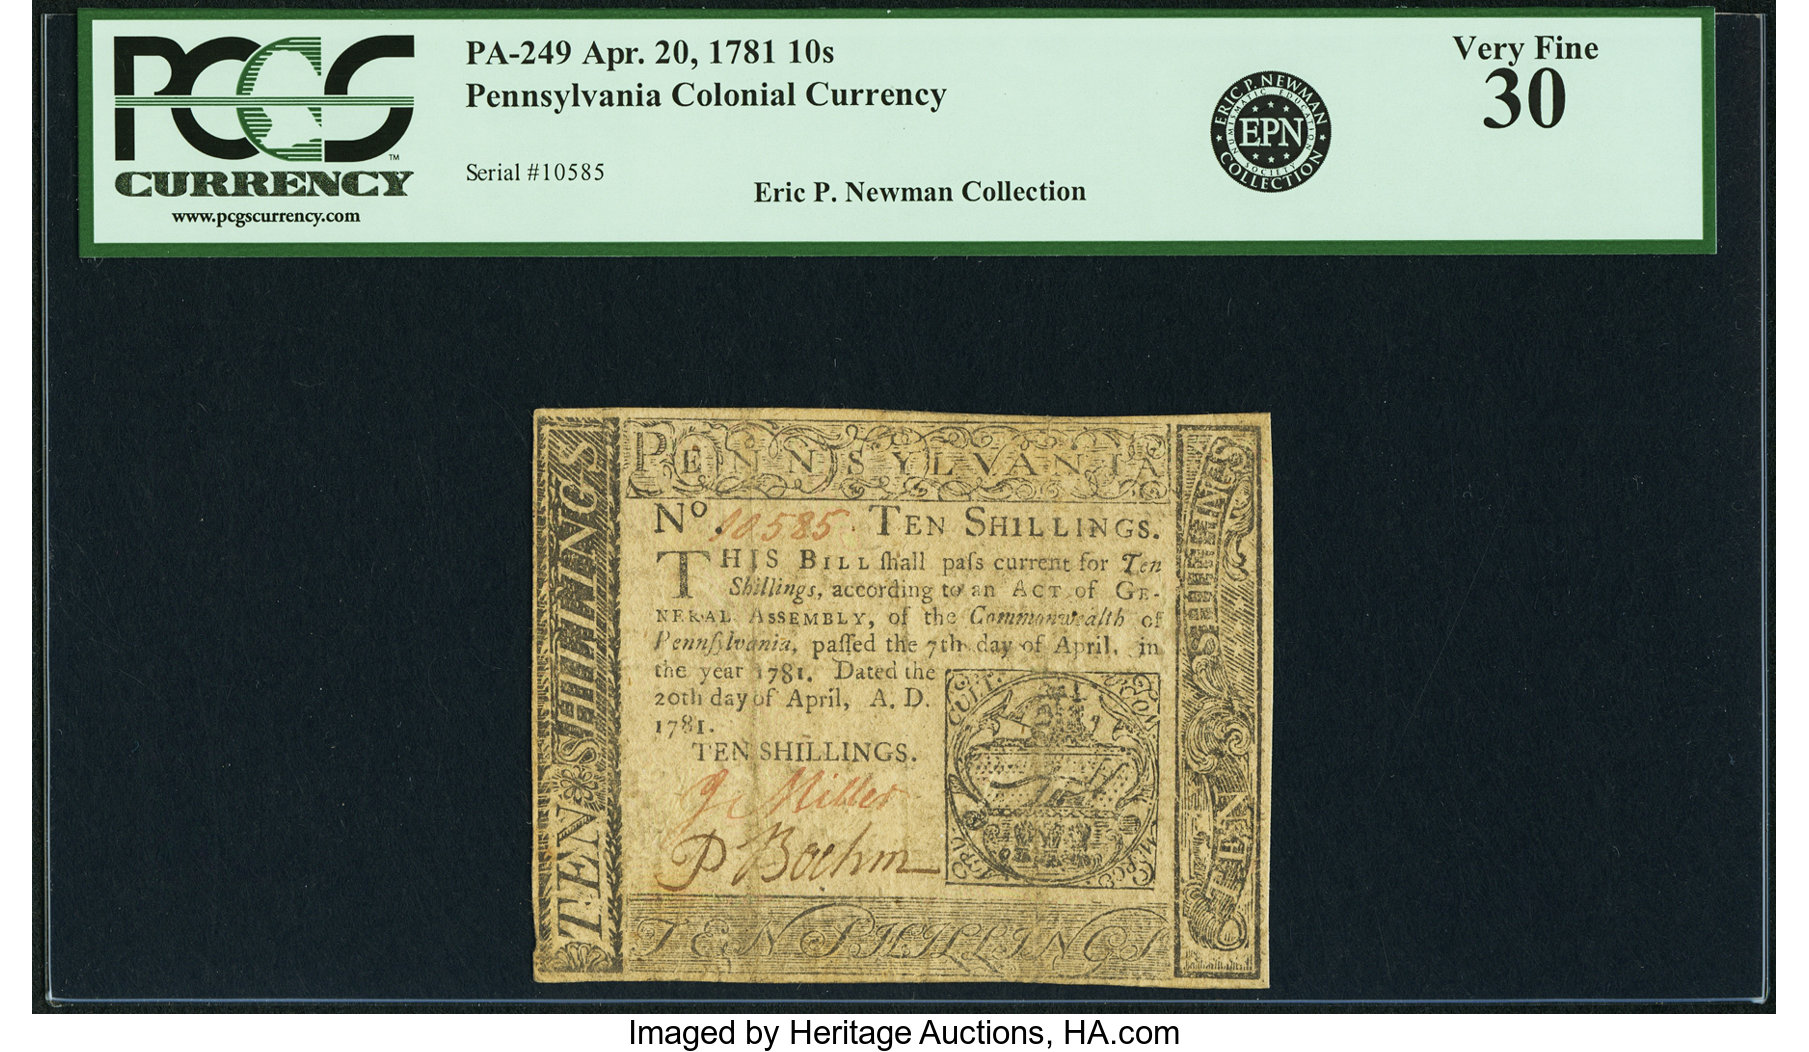 PCGS
CURRENCY
TM
www.pcgscurrency.com
PA-249 Apr. 20, 1781 10s
Pennsylvania Colonial Currency
Serial #10585
Eric P. Newman Collection
ERIC P. NEWMAN
NUMISMATIC EDUCATION
EPN
SOCIETY
COLLECTION
Very Fine
30
TEN SHILLINGS
PENNSYLVANIA
No. 10585. TEN SHILLINGS.
THIS BILL ſhall paſs current for Ten
Shillings, according to an ACT of GE-
NERAL ASSEMBLY, of the Commonwealth of
Pennſylvania, paſſed the 7th day of April, in
the year 1781. Dated the
20th day of April, A. D.
1781.
TEN SHILLINGS.
Miller
P Boehm
TEN SHILLINGS
TEN SHILLINGS
Imaged by Heritage Auctions, HA.com